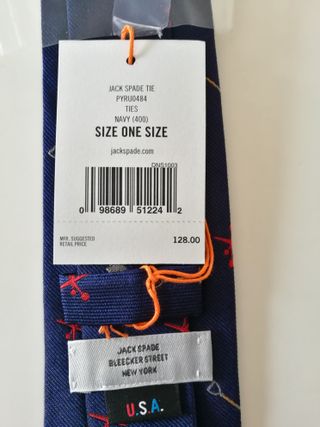 JACK SPADE TIE
PYRU0484
TIES
NAVY (400)
SIZE ONE SIZE
jackspade.com
ONS1003
0 98689 51224 2
MFR. SUGGESTED
RETAIL PRICE
128.00
JACK SPADE
BLEECKER STREET
NEW YORK
U.S.A.